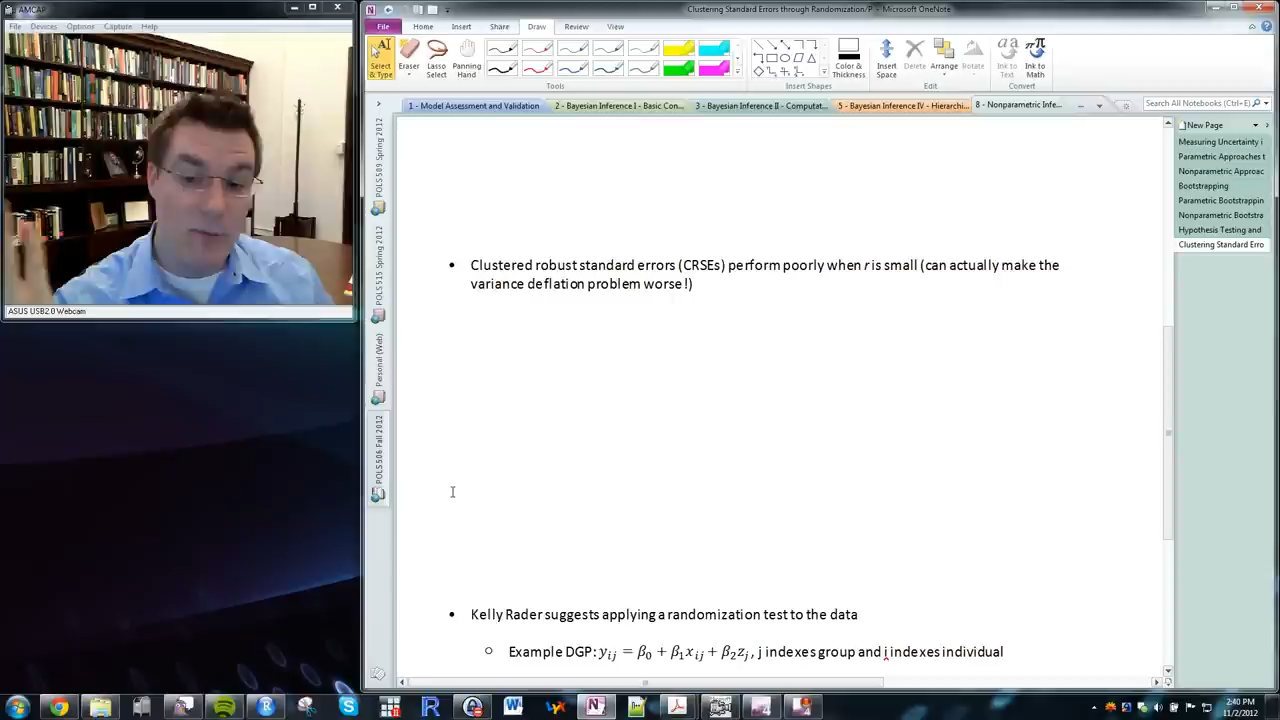 AMCAP
File Devices Options Capture Help
ASUS USB2.0 Webcam
Clustering Standard Errors through Randomization/P - Microsoft OneNote
File Home Insert Share Draw Review View
Select & Type
Eraser
Lasso Select
Panning Hand
Color & Thickness
Insert Space
Delete
Arrange
Rotate
Ink to Text
Ink to Math
Tools Insert Shapes Edit Convert
1 - Model Assessment and Validation
2 - Bayesian Inference I - Basic Con...
3 - Bayesian Inference II - Computat...
5 - Bayesian Inference IV - Hierarchi...
8 - Nonparametric Infe...
Search All Notebooks (Ctrl+E)
New Page
Measuring Uncertainty i
Parametric Approaches t
Nonparametric Approac
Bootstrapping
Parametric Bootstrappin
Nonparametric Bootstra
Hypothesis Testing and
Clustering Standard Erro
POLS 509: Spring 2012
POLS 515 Spring 2012
Personal (Web)
POLS 506: Fall 2012
• Clustered robust standard errors (CRSEs) perform poorly when r is small (can actually make the
variance deflation problem worse!)
• Kelly Rader suggests applying a randomization test to the data
○ Example DGP: yᵢⱼ = β₀ + β₁xᵢⱼ + β₂zⱼ, j indexes group and i indexes individual
2:40 PM
11/2/2012